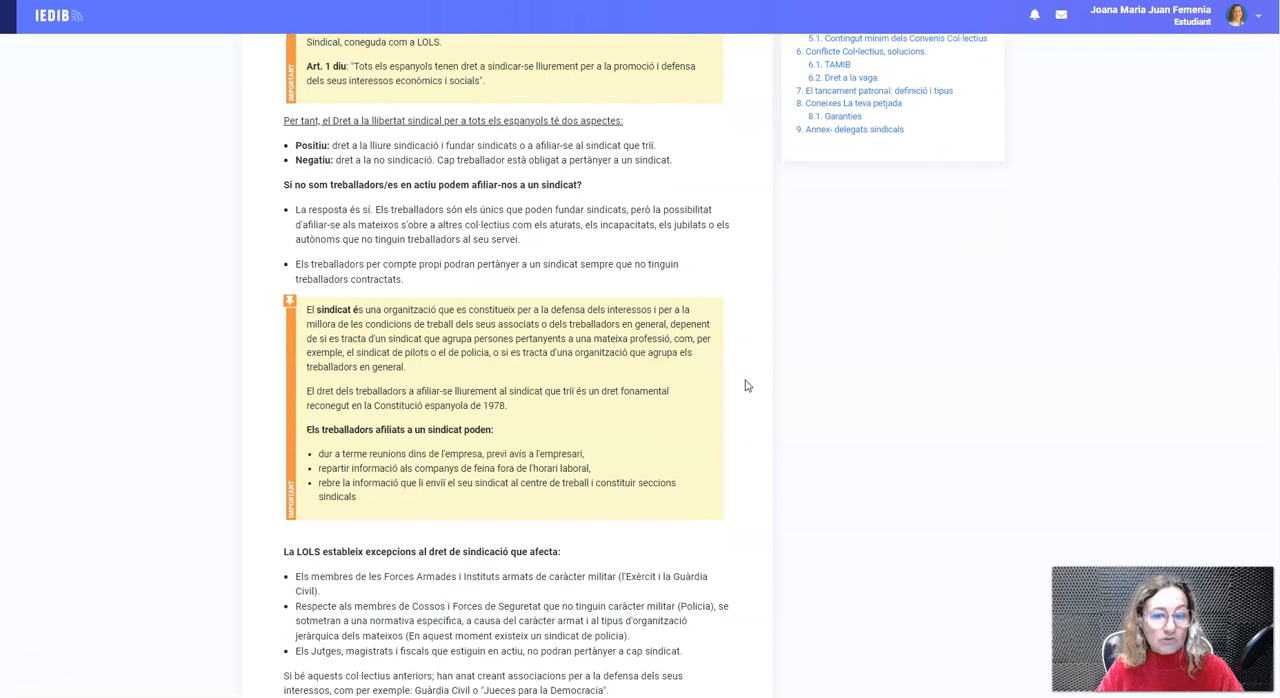 IEDIB
Joana Maria Juan Femenia
Estudiant
Sindical, coneguda com a LOLS.
Art. 1 diu: "Tots els espanyols tenen dret a sindicar-se lliurement per a la promoció i defensa
dels seus interessos econòmics i socials".
IMPORTANT
Per tant, el Dret a la llibertat sindical per a tots els espanyols té dos aspectes:
Positiu: dret a la lliure sindicació i fundar sindicats o a afiliar-se al sindicat que triï.
Negatiu: dret a la no sindicació. Cap treballador està obligat a pertànyer a un sindicat.
Si no som treballadors/es en actiu podem afiliar-nos a un sindicat?
La resposta és sí. Els treballadors són els únics que poden fundar sindicats, però la possibilitat
d'afiliar-se als mateixos s'obre a altres col·lectius com els aturats, els incapacitats, els jubilats o els
autònoms que no tinguin treballadors al seu servei.
Els treballadors per compte propi podran pertànyer a un sindicat sempre que no tinguin
treballadors contractats.
El sindicat és una organització que es constitueix per a la defensa dels interessos i per a la
millora de les condicions de treball dels seus associats o dels treballadors en general, depenent
de si es tracta d'un sindicat que agrupa persones pertanyents a una mateixa professió, com, per
exemple, el sindicat de pilots o el de policia, o si es tracta d'una organització que agrupa els
treballadors en general.
El dret dels treballadors a afiliar-se lliurement al sindicat que triï és un dret fonamental
reconegut en la Constitució espanyola de 1978.
Els treballadors afiliats a un sindicat poden:
dur a terme reunions dins de l'empresa, previ avís a l'empresari,
repartir informació als companys de feina fora de l'horari laboral,
rebre la informació que li enviï el seu sindicat al centre de treball i constituir seccions
sindicals
IMPORTANT
La LOLS estableix excepcions al dret de sindicació que afecta:
Els membres de les Forces Armades i Instituts armats de caràcter militar (l'Exèrcit i la Guàrdia
Civil).
Respecte als membres de Cossos i Forces de Seguretat que no tinguin caràcter militar (Policia), se
sotmetran a una normativa específica, a causa del caràcter armat i al tipus d'organització
jeràrquica dels mateixos (En aquest moment existeix un sindicat de policia).
Els Jutges, magistrats i fiscals que estiguin en actiu, no podran pertànyer a cap sindicat.
Si bé aquests col·lectius anteriors; han anat creant associacions per a la defensa dels seus
interessos, com per exemple: Guàrdia Civil o "Jueces para la Democracia".
5.1. Contingut mínim dels Convenis Col·lectius
6. Conflicte Col•lectius, solucions.
6.1. TAMIB
6.2. Dret a la vaga.
7. El tancament patronal: definició i tipus
8. Coneixes La teva petjada
8.1. Garanties
9. Annex- delegats sindicals